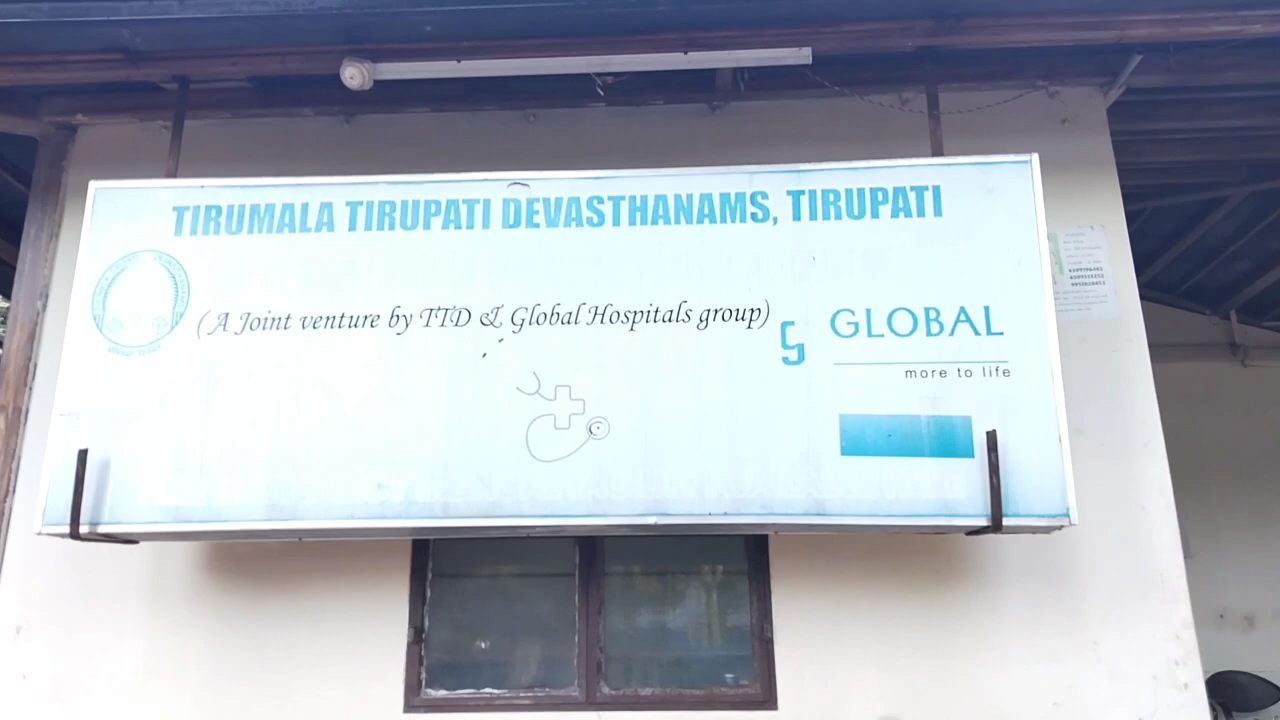 TIRUMALA TIRUPATI DEVASTHANAMS, TIRUPATI
(A Joint venture by TTD & Global Hospitals group)
GLOBAL
more to life